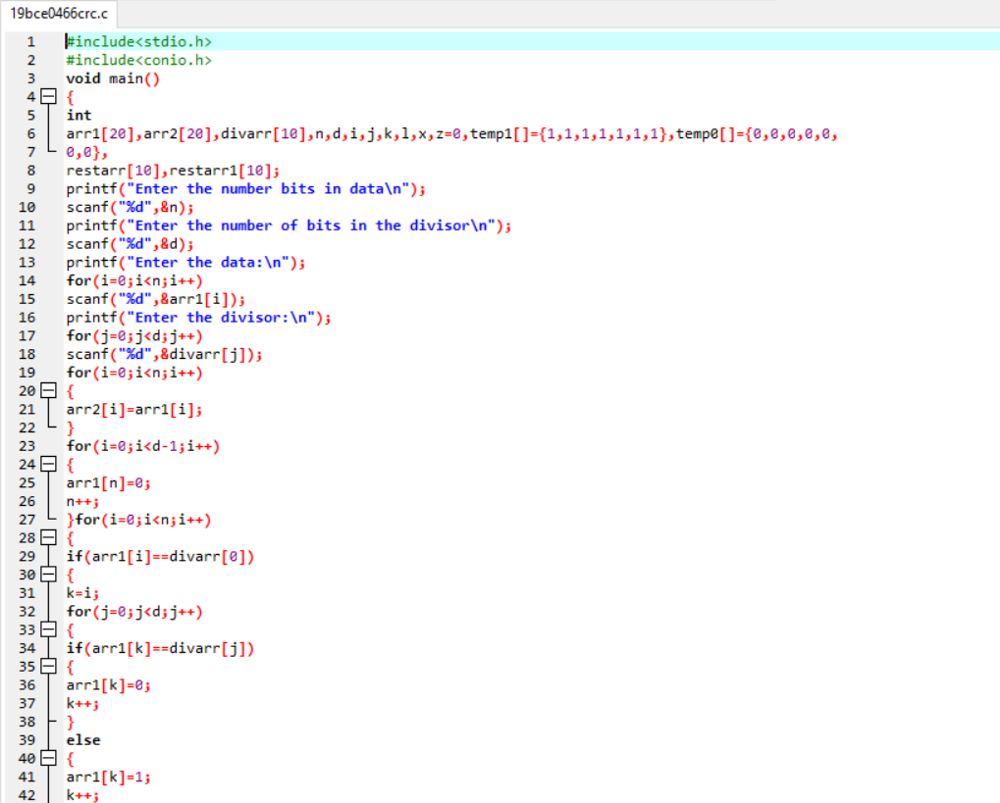 19bce0466crc.c
1 #include<stdio.h>
2 #include<conio.h>
3 void main()
4 {
5 int
6 arr1[20],arr2[20],divarr[10],n,d,i,j,k,l,x,z=0,temp1[]={1,1,1,1,1,1,1},temp0[]={0,0,0,0,0,
7 0,0},
8 restarr[10],restarr1[10];
9 printf("Enter the number bits in data\n");
10 scanf("%d",&n);
11 printf("Enter the number of bits in the divisor\n");
12 scanf("%d",&d);
13 printf("Enter the data:\n");
14 for(i=0;i<n;i++)
15 scanf("%d",&arr1[i]);
16 printf("Enter the divisor:\n");
17 for(j=0;j<d;j++)
18 scanf("%d",&divarr[j]);
19 for(i=0;i<n;i++)
20 {
21 arr2[i]=arr1[i];
22 }
23 for(i=0;i<d-1;i++)
24 {
25 arr1[n]=0;
26 n++;
27 }for(i=0;i<n;i++)
28 {
29 if(arr1[i]==divarr[0])
30 {
31 k=i;
32 for(j=0;j<d;j++)
33 {
34 if(arr1[k]==divarr[j])
35 {
36 arr1[k]=0;
37 k++;
38 }
39 else
40 {
41 arr1[k]=1;
42 k++;